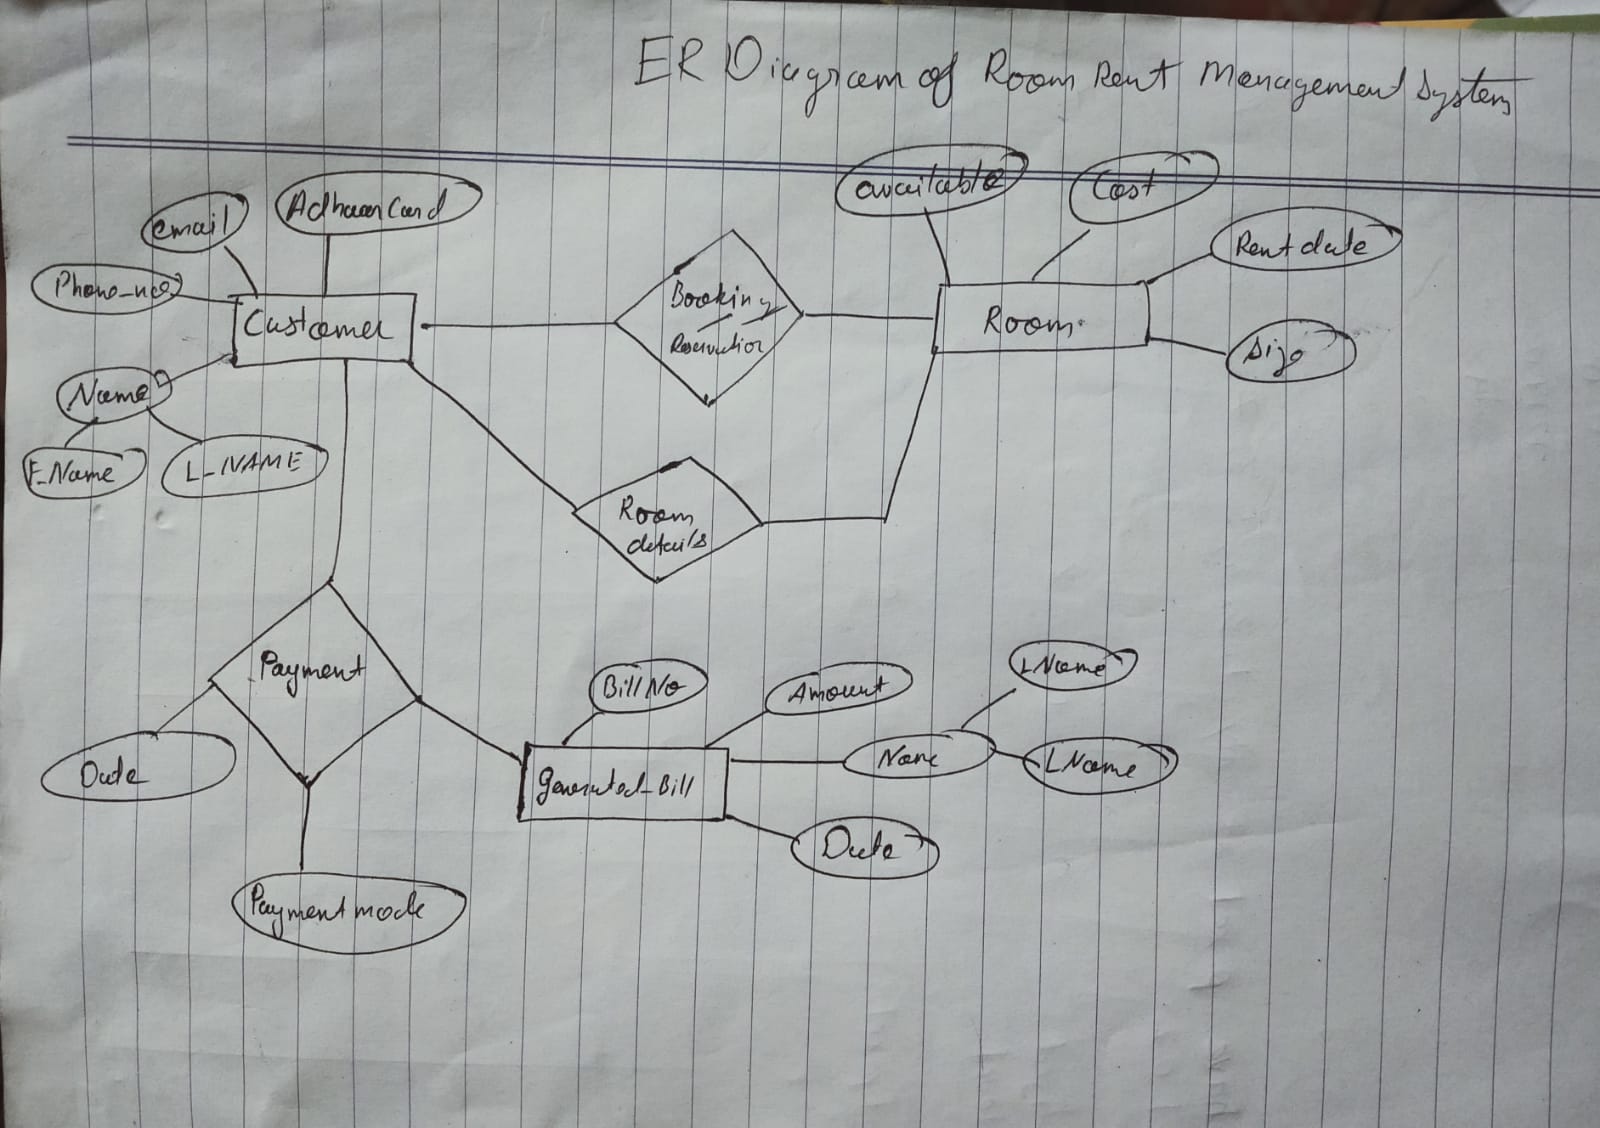 ER Diagram of Room Rent Management System
available
Cost
email
Adhaar Card
Rent date
Phone_no
Customer
Booking
Reservation
Room
Size
Name
F_Name
L_NAME
Room
details
Payment
Bill No
Amount
LName
Date
Generated_Bill
Name
LName
Date
Payment mode